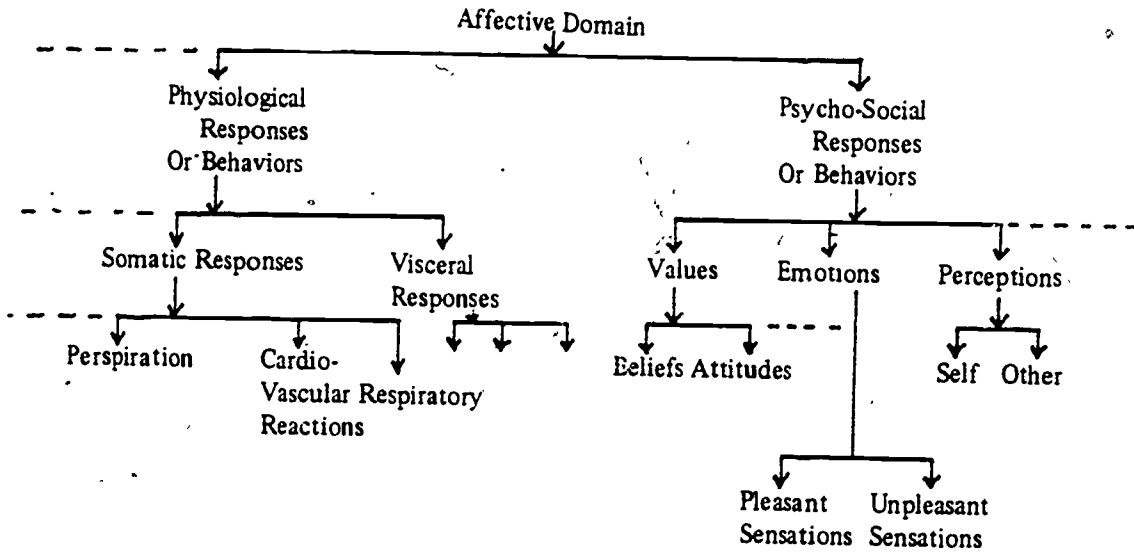 Affective Domain
Physiological
Responses
Or Behaviors
Psycho-Social
Responses
Or Behaviors
Somatic Responses
Visceral
Responses
Values
Emotions
Perceptions
Perspiration
Cardio-
Vascular Respiratory
Reactions
Beliefs Attitudes
Self Other
Pleasant
Sensations
Unpleasant
Sensations